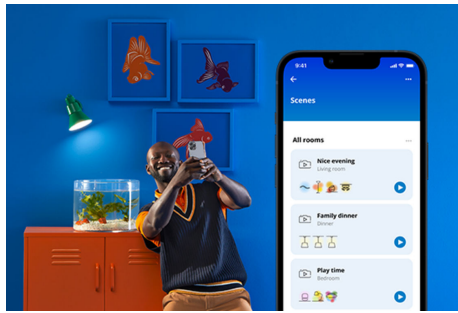 9:41
Scenes
All rooms
Nice evening
Living room
Family dinner
Dinner
Play time
Bedroom